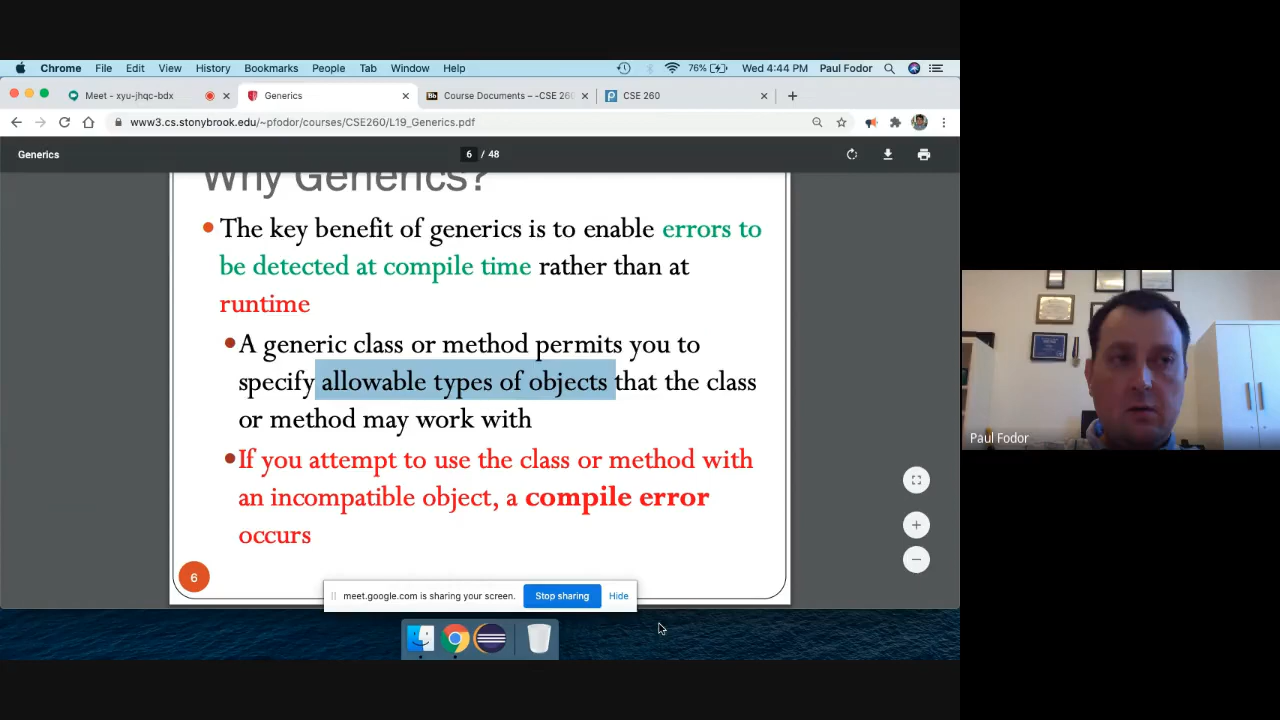 Chrome File Edit View History Bookmarks People Tab Window Help 76% Wed 4:44 PM Paul Fodor
Meet - xyu-jhqc-bdx Generics Bb Course Documents – -CSE 260 P CSE 260
www3.cs.stonybrook.edu/~pfodor/courses/CSE260/L19_Generics.pdf
Generics 6 / 48
Why Generics?
The key benefit of generics is to enable errors to
be detected at compile time rather than at
runtime
A generic class or method permits you to
specify allowable types of objects that the class
or method may work with
If you attempt to use the class or method with
an incompatible object, a compile error
occurs
6
meet.google.com is sharing your screen. Stop sharing Hide
Paul Fodor